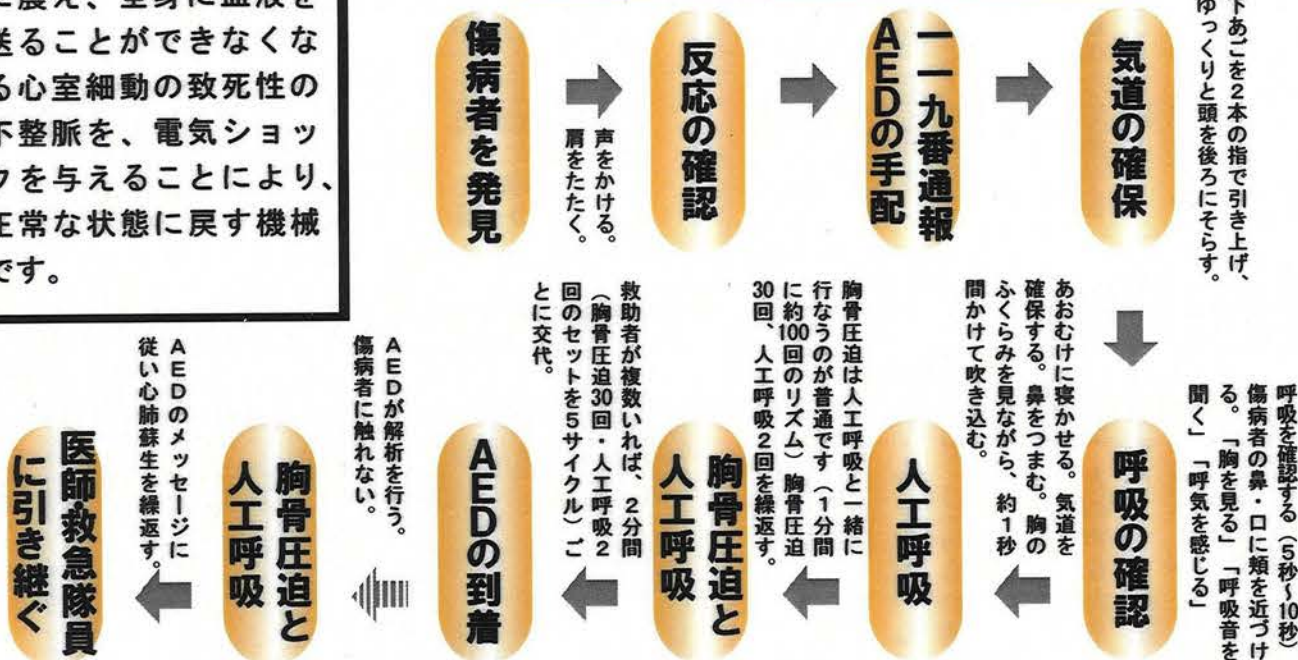 に震え、全身に血液を
送ることができなくな
る心室細動の致死性の
不整脈を、電気ショッ
クを与えることにより、
正常な状態に戻す機械
です。
傷病者を発見
声をかける。
肩をたたく。
反応の確認
一一九番通報
AEDの手配
気道の確保
下あごを2本の指で引き上げ、
ゆっくりと頭を後ろにそらす。
呼吸を確認する(5秒~10秒)
傷病者の鼻・口に頬を近づけ
る。「胸を見る」「呼吸音を
聞く」「呼気を感じる」
呼吸の確認
あおむけに寝かせる。気道を
確保する。鼻をつまむ。胸の
ふくらみを見ながら、約1秒
間かけて吹き込む。
人工呼吸
胸骨圧迫は人工呼吸と一緒に
行なうのが普通です(1分間
に約100回のリズム)胸骨圧迫
30回、人工呼吸2回を繰返す。
胸骨圧迫と
人工呼吸
救助者が複数いれば、2分間
(胸骨圧迫30回・人工呼吸2
回のセットを5サイクル)ご
とに交代。
AEDの到着
AEDが解析を行う。
傷病者に触れない。
胸骨圧迫と
人工呼吸
AEDのメッセージに
従い心肺蘇生を繰返す。
医師・救急隊員
に引き継ぐ